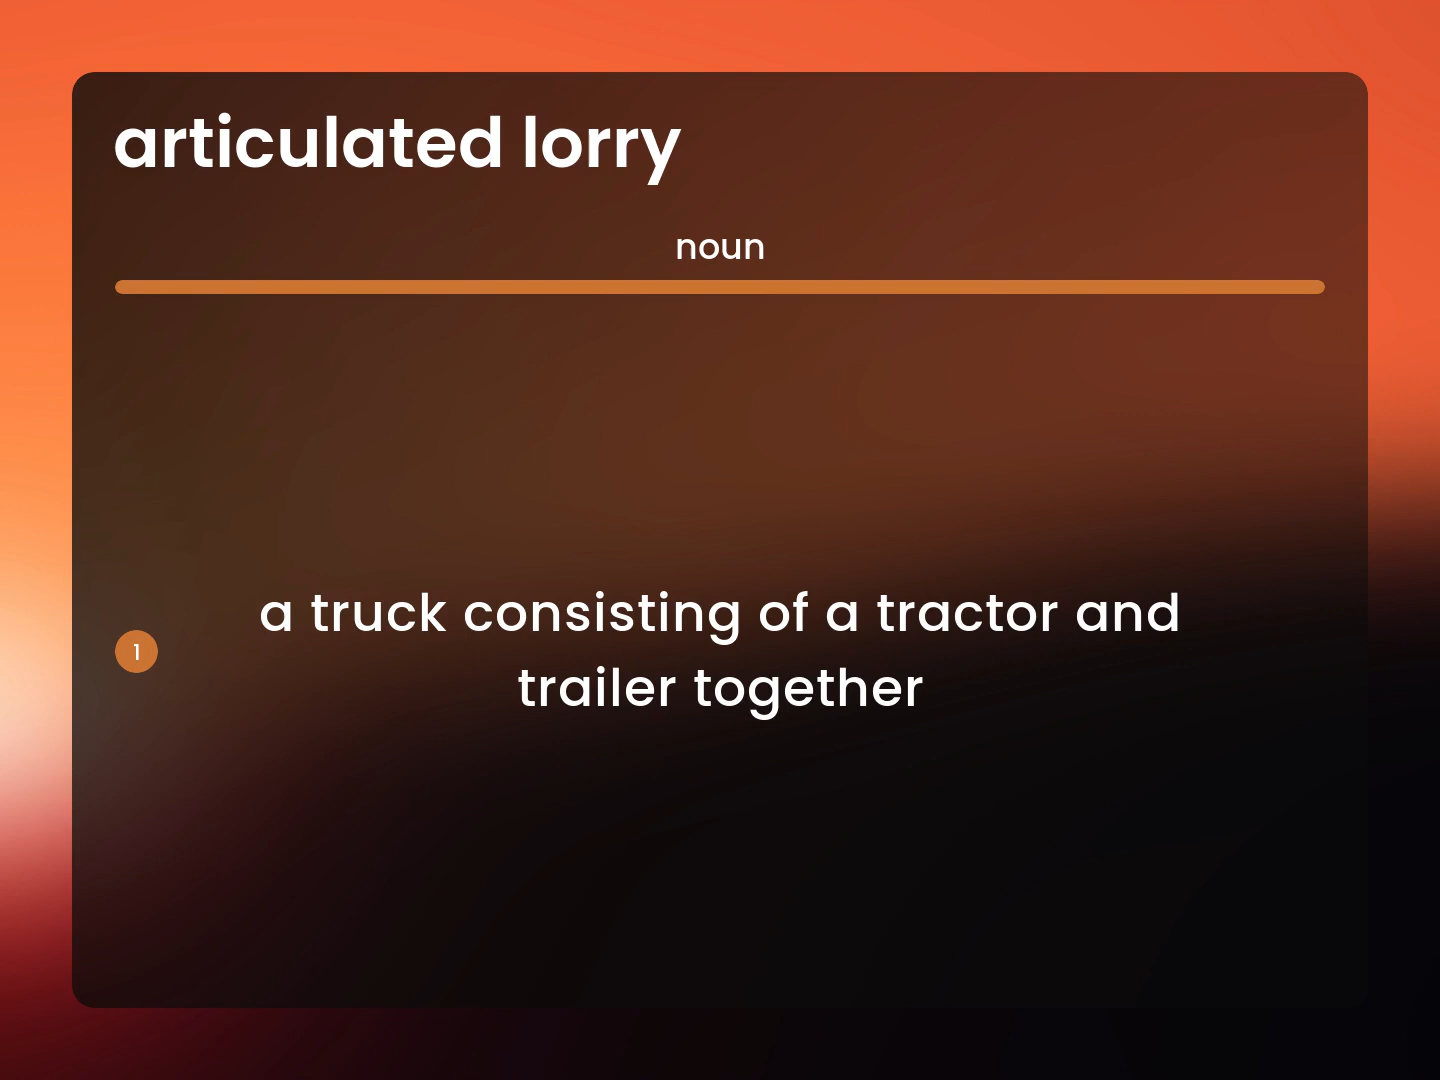 articulated lorry
noun
1
a truck consisting of a tractor and
trailer together